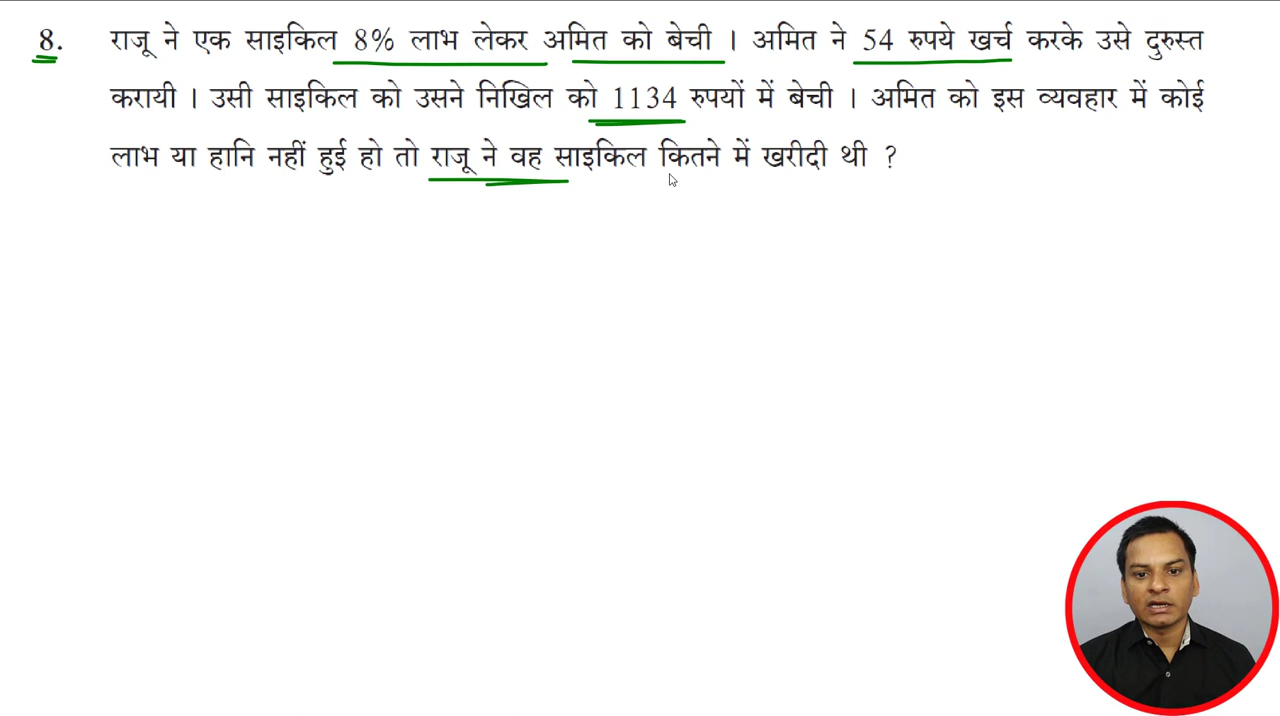 8. राजू ने एक साइकिल 8% लाभ लेकर अमित को बेची । अमित ने 54 रुपये खर्च करके उसे दुरुस्त
करायी । उसी साइकिल को उसने निखिल को 1134 रुपयों में बेची । अमित को इस व्यवहार में कोई
लाभ या हानि नहीं हुई हो तो राजू ने वह साइकिल कितने में खरीदी थी ?